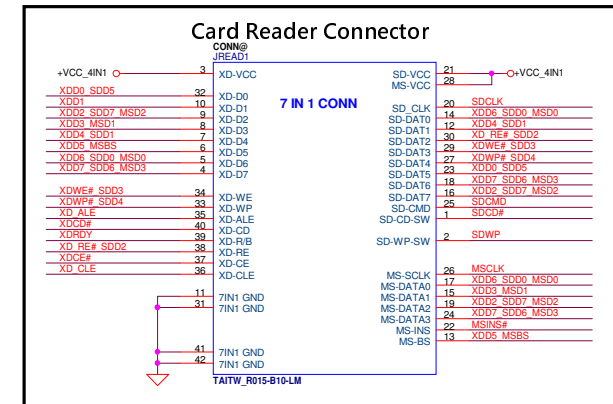 Card Reader Connector
CONN@
JREAD1
+VCC_4IN1 3 XD-VCC
XDD0_SDD5 32 XD-D0
XDD1 10 XD-D1
XDD2_SDD7_MSD2 9 XD-D2
XDD3_MSD1 8 XD-D3
XDD4_SDD1 7 XD-D4
XDD5_MSBS 6 XD-D5
XDD6_SDD0_MSD0 5 XD-D6
XDD7_SDD6_MSD3 4 XD-D7
XDWE#_SDD3 34 XD-WE
XDWP#_SDD4 33 XD-WP
XD_ALE 35 XD-ALE
XDCD# 40 XD-CD
XDRDY 39 XD-R/B
XD_RE#_SDD2 38 XD-RE
XDCE# 37 XD-CE
XD_CLE 36 XD-CLE
11 7IN1 GND
31 7IN1 GND
41 7IN1 GND
42 7IN1 GND
7 IN 1 CONN
SD-VCC 21 +VCC_4IN1
MS-VCC 28
SD_CLK 20 SDCLK
SD-DAT0 14 XDD6_SDD0_MSD0
SD-DAT1 12 XDD4_SDD1
SD-DAT2 30 XD_RE#_SDD2
SD-DAT3 29 XDWE#_SDD3
SD-DAT4 27 XDWP#_SDD4
SD-DAT5 23 XDD0_SDD5
SD-DAT6 18 XDD7_SDD6_MSD3
SD-DAT7 16 XDD2_SDD7_MSD2
SD-CMD 25 SDCMD
SD-CD-SW 1 SDCD#
SD-WP-SW 2 SDWP
MS-SCLK 26 MSCLK
MS-DATA0 17 XDD6_SDD0_MSD0
MS-DATA1 15 XDD3_MSD1
MS-DATA2 19 XDD2_SDD7_MSD2
MS-DATA3 24 XDD7_SDD6_MSD3
MS-INS 22 MSINS#
MS-BS 13 XDD5_MSBS
TAITW_R015-B10-LM